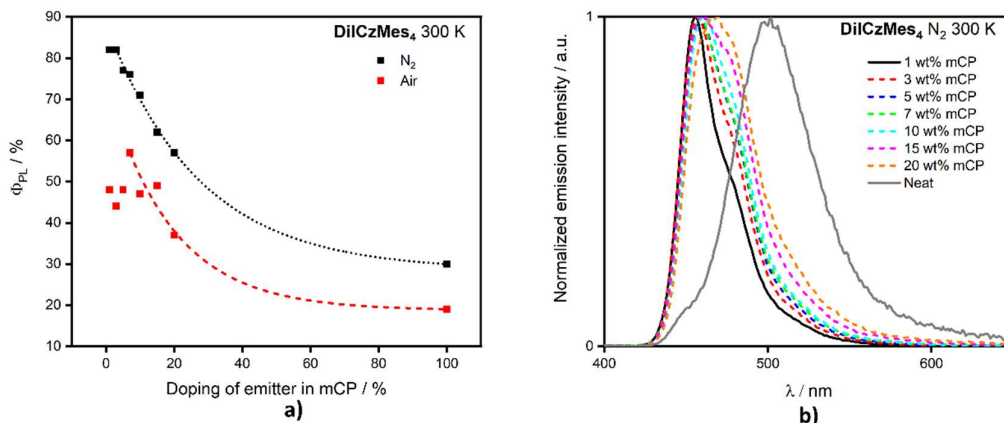 DiICzMes₄ 300 K
N₂
Air
90
80
70
60
50
40
30
20
10
Φ_PL / %
0 20 40 60 80 100
Doping of emitter in mCP / %
a)
DiICzMes₄ N₂ 300 K
1 wt% mCP
3 wt% mCP
5 wt% mCP
7 wt% mCP
10 wt% mCP
15 wt% mCP
20 wt% mCP
Neat
1
0
Normalized emission intensity / a.u.
400 500 600
λ / nm
b)